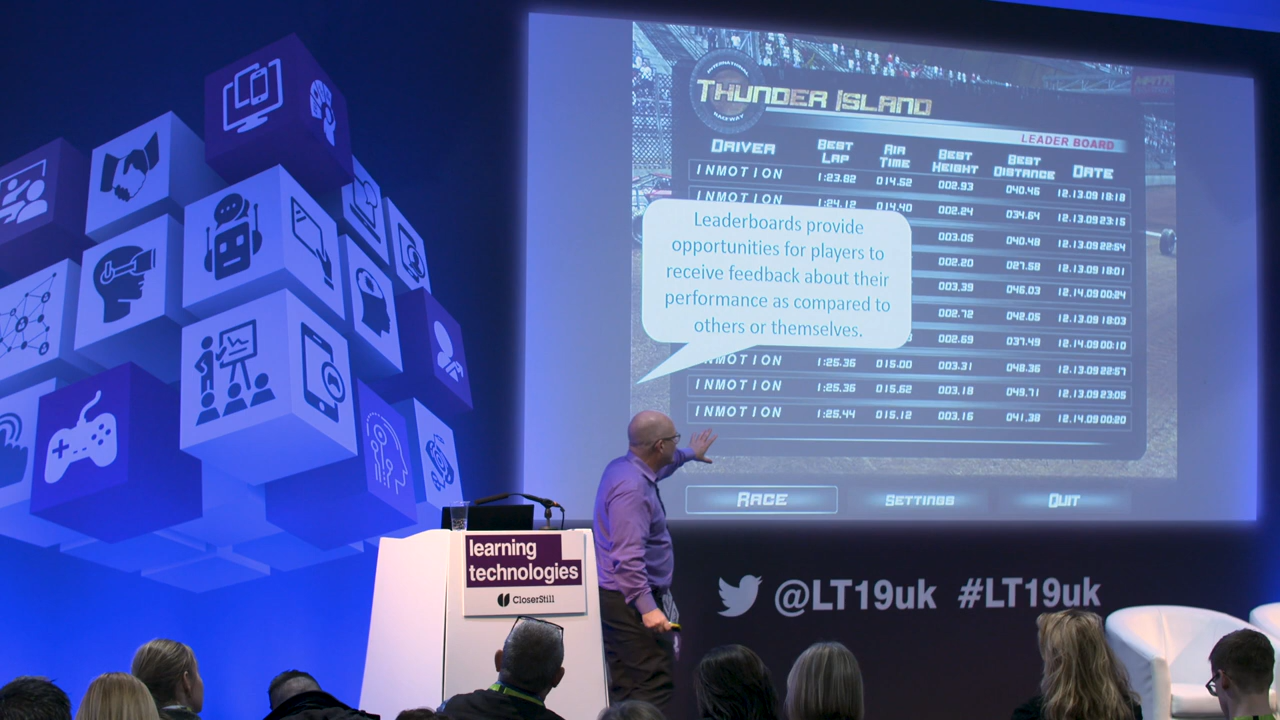 INTERNATIONAL
THUNDER ISLAND
RACEWAY
LEADER BOARD
DRIVER BEST LAP AIR TIME BEST HEIGHT BEST DISTANCE DATE
INMOTION 1:23.82 014.52 002.93 040.46 12.13.09 18:18
INMOTION 1:24.12 014.40 002.24 034.64 12.13.09 23:15
003.05 040.48 12.13.09 22:54
002.20 027.58 12.13.09 18:01
003.39 046.03 12.14.09 00:24
002.72 042.05 12.13.09 18:03
002.69 037.49 12.14.09 00:10
INMOTION 1:25.36 015.00 003.31 048.36 12.13.09 22:57
INMOTION 1:25.36 015.62 003.18 049.71 12.13.09 23:05
INMOTION 1:25.44 015.12 003.16 041.38 12.14.09 00:20
Leaderboards provide
opportunities for players to
receive feedback about their
performance as compared to
others or themselves.
RACE SETTINGS QUIT
learning
technologies
CloserStill
@LT19uk #LT19uk